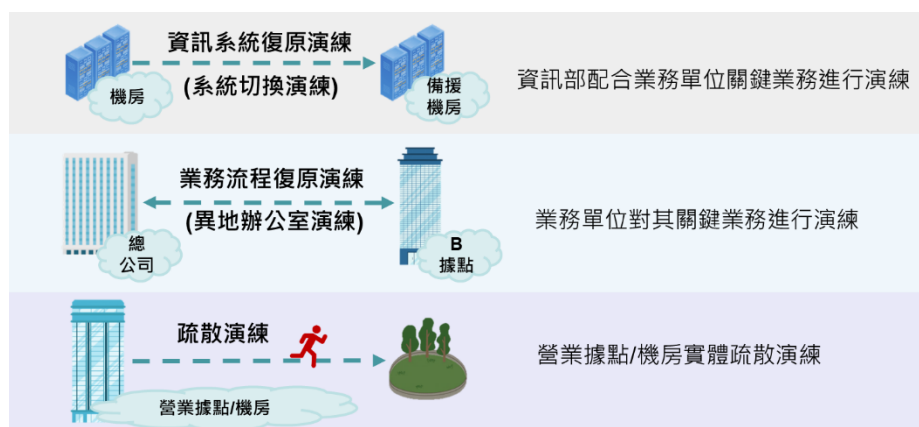 資訊系統復原演練
(系統切換演練)
機房
備援
機房
資訊部配合業務單位關鍵業務進行演練
業務流程復原演練
(異地辦公室演練)
總
公司
B
據點
業務單位對其關鍵業務進行演練
疏散演練
營業據點/機房
營業據點/機房實體疏散演練